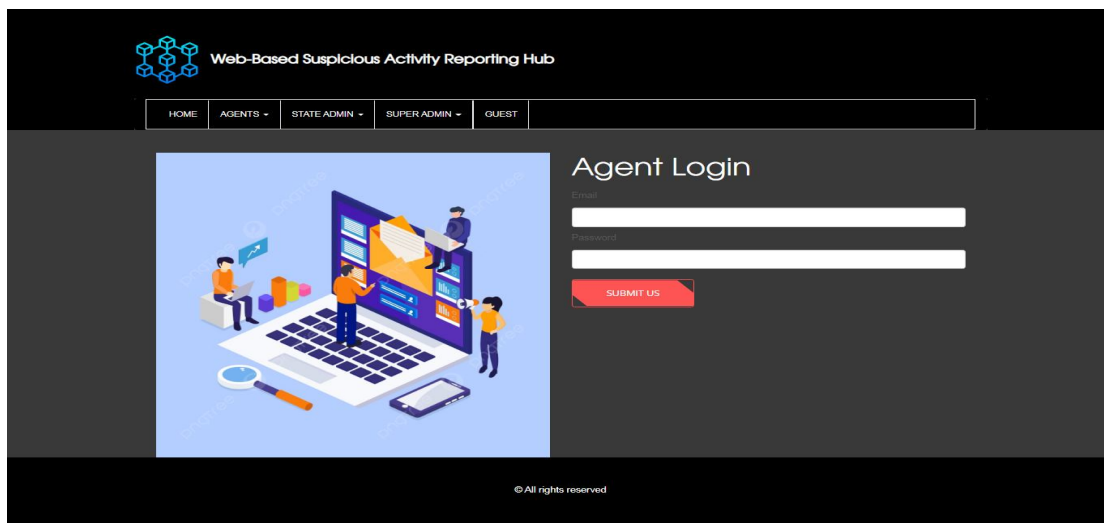 Web-Based Suspicious Activity Reporting Hub
HOME AGENTS STATE ADMIN SUPER ADMIN GUEST
Agent Login
Email
Password
SUBMIT US
pngtree
© All rights reserved